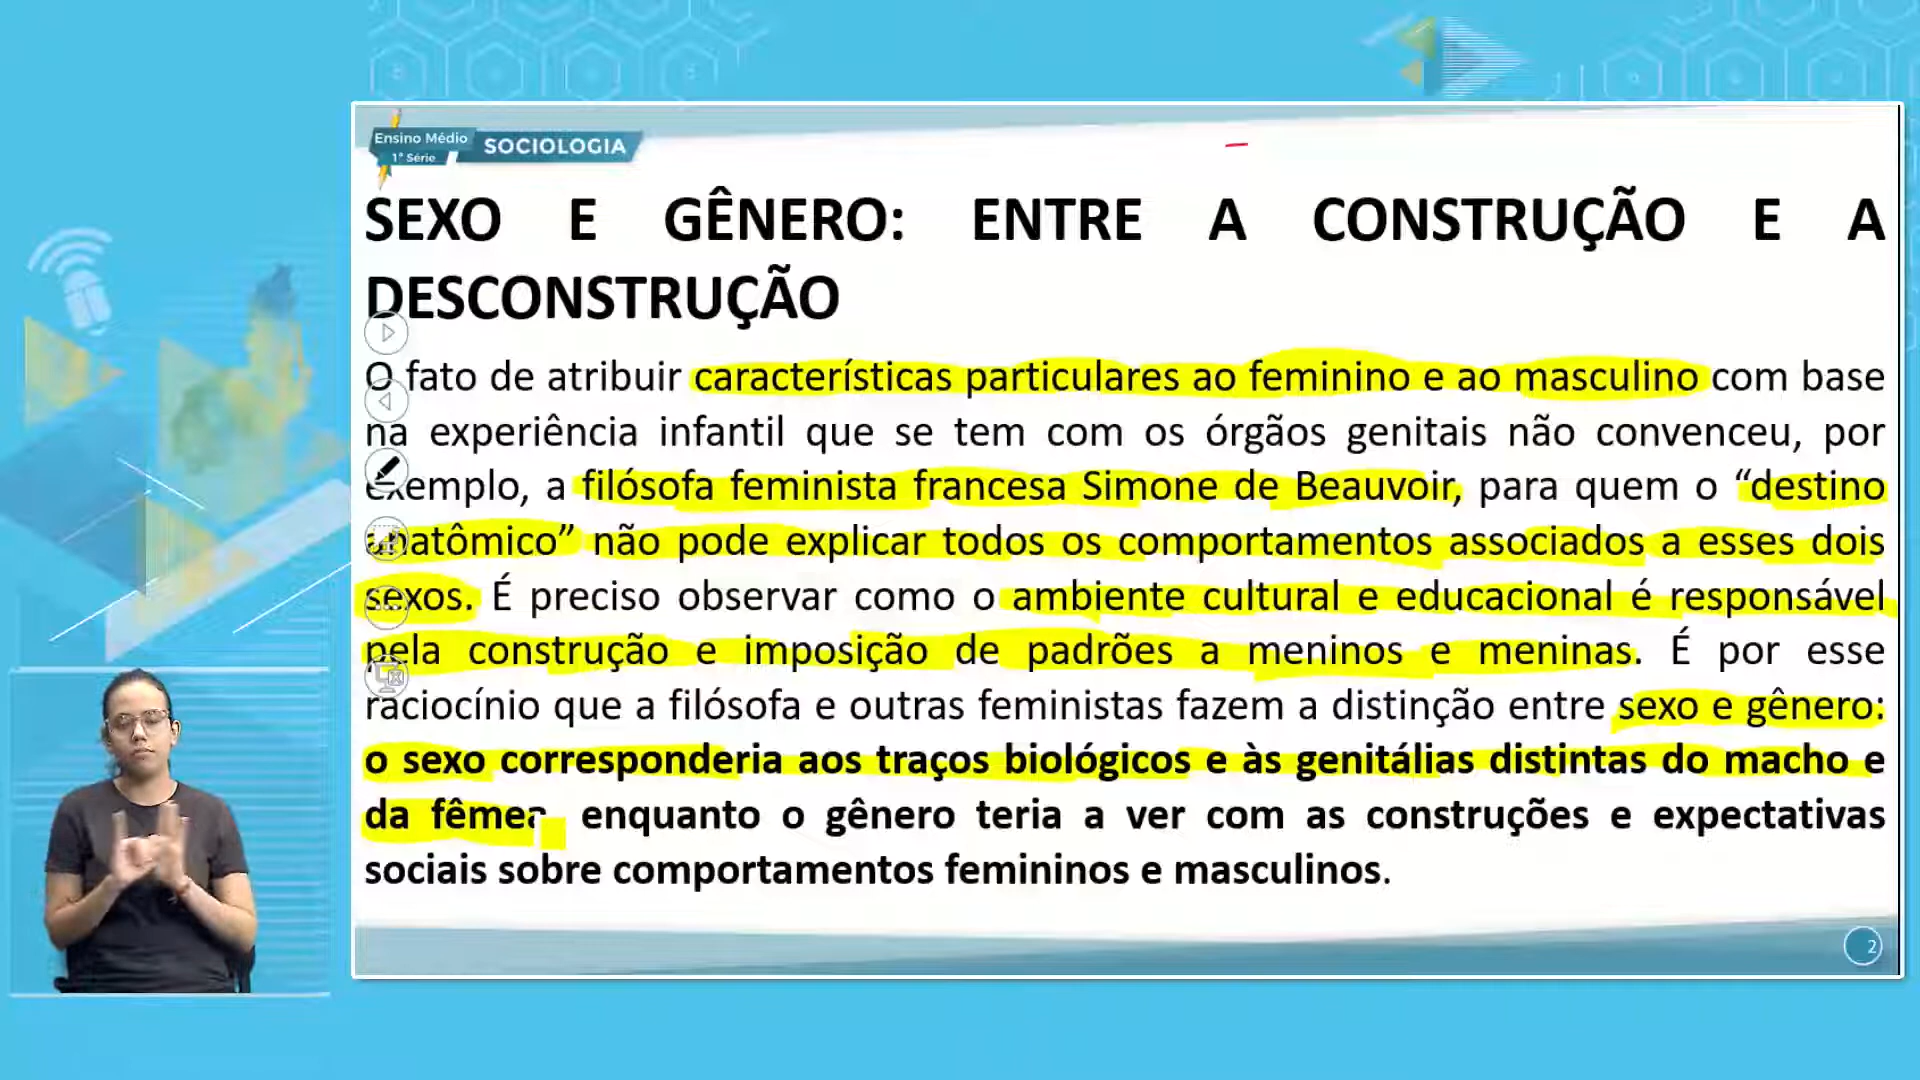 Ensino Médio
1ª Série
SOCIOLOGIA
SEXO E GÊNERO: ENTRE A CONSTRUÇÃO E A
DESCONSTRUÇÃO
O fato de atribuir características particulares ao feminino e ao masculino com base
na experiência infantil que se tem com os órgãos genitais não convenceu, por
exemplo, a filósofa feminista francesa Simone de Beauvoir, para quem o “destino
anatômico” não pode explicar todos os comportamentos associados a esses dois
sexos. É preciso observar como o ambiente cultural e educacional é responsável
pela construção e imposição de padrões a meninos e meninas. É por esse
raciocínio que a filósofa e outras feministas fazem a distinção entre sexo e gênero:
o sexo corresponderia aos traços biológicos e às genitálias distintas do macho e
da fêmea enquanto o gênero teria a ver com as construções e expectativas
sociais sobre comportamentos femininos e masculinos.
2